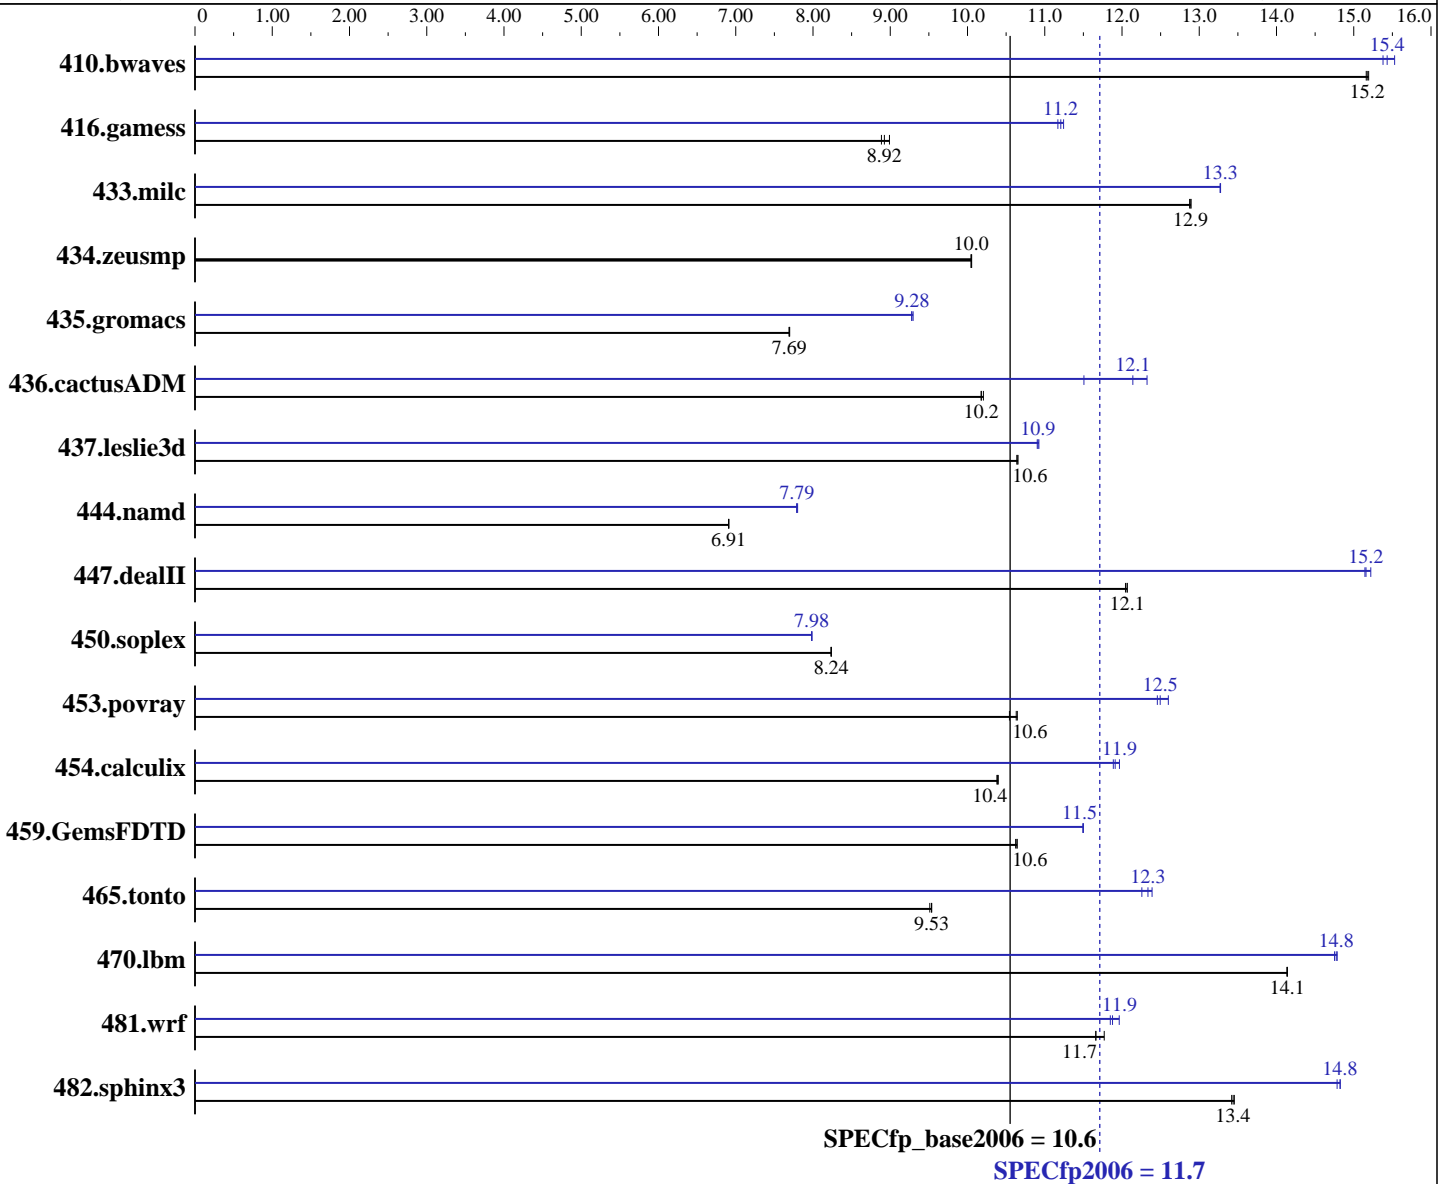 0 1.00 2.00 3.00 4.00 5.00 6.00 7.00 8.00 9.00 10.0 11.0 12.0 13.0 14.0 15.0 16.0
15.4
410.bwaves
15.2
11.2
416.gamess
8.92
13.3
433.milc
12.9
10.0
434.zeusmp
9.28
435.gromacs
7.69
12.1
436.cactusADM
10.2
10.9
437.leslie3d
10.6
7.79
444.namd
6.91
15.2
447.dealII
12.1
7.98
450.soplex
8.24
12.5
453.povray
10.6
11.9
454.calculix
10.4
11.5
459.GemsFDTD
10.6
12.3
465.tonto
9.53
14.8
470.lbm
14.1
11.9
481.wrf
11.7
14.8
482.sphinx3
13.4
SPECfp_base2006 = 10.6
SPECfp2006 = 11.7